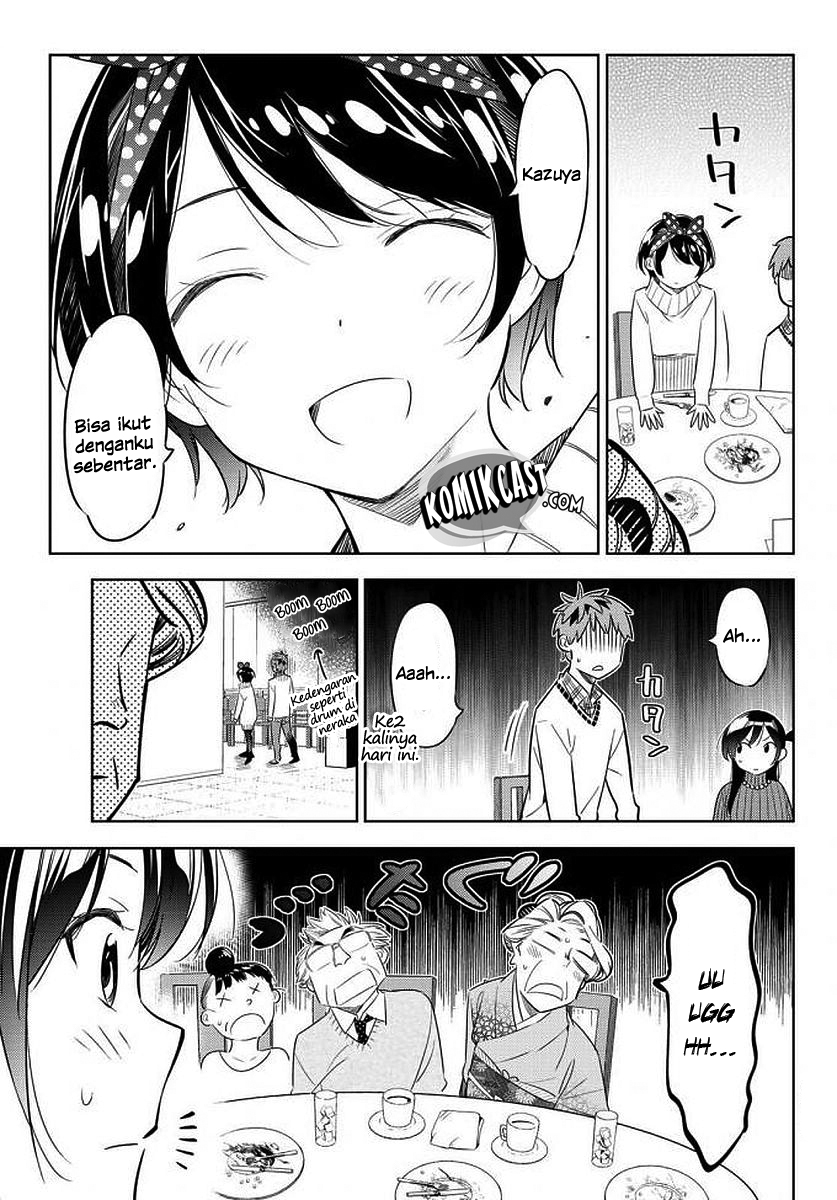 カタン
Kazuya
Bisa ikut
denganku
sebentar.
KOMIKCAST
.COM
Ah...
カタン
Aaah...
Ke2
kalinya
hari ini.
BOOM
BOOM
BOOM
BOOM
Kedengaran
seperti
drum di
neraka
UU
UGG
HH...